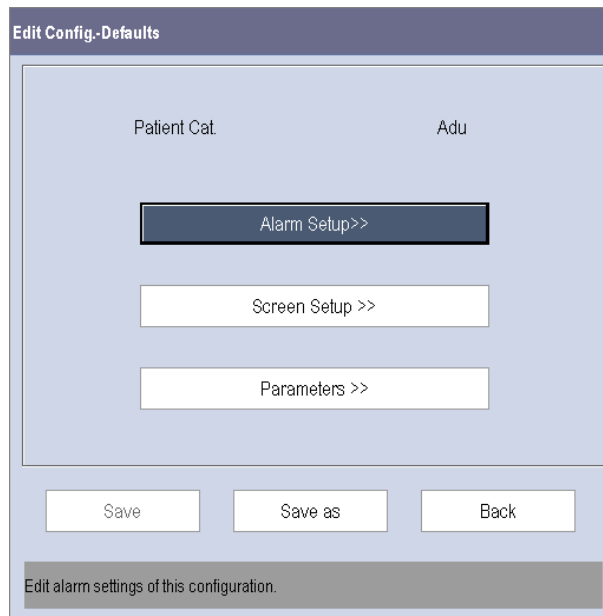 Edit Config.-Defaults
Patient Cat. Adu
Alarm Setup>>
Screen Setup >>
Parameters >>
Save Save as Back
Edit alarm settings of this configuration.